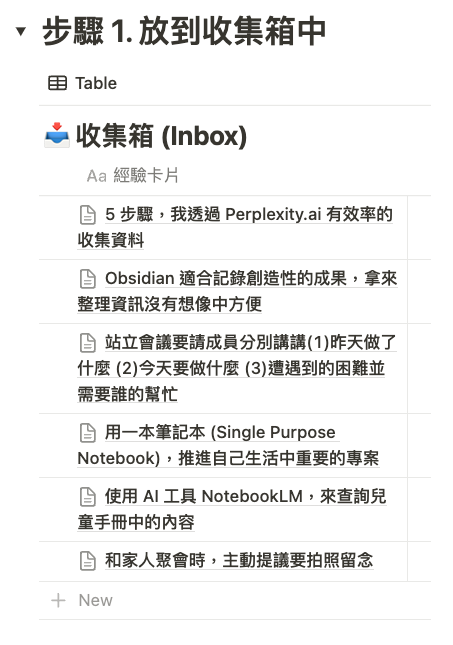 步驟 1. 放到收集箱中
Table
收集箱 (Inbox)
Aa 經驗卡片
5 步驟，我透過 Perplexity.ai 有效率的
收集資料
Obsidian 適合記錄創造性的成果，拿來
整理資訊沒有想像中方便
站立會議要請成員分別講講(1)昨天做了
什麼 (2)今天要做什麼 (3)遭遇到的困難並
需要誰的幫忙
用一本筆記本 (Single Purpose
Notebook)，推進自己生活中重要的專案
使用 AI 工具 NotebookLM，來查詢兒
童手冊中的內容
和家人聚會時，主動提議要拍照留念
New